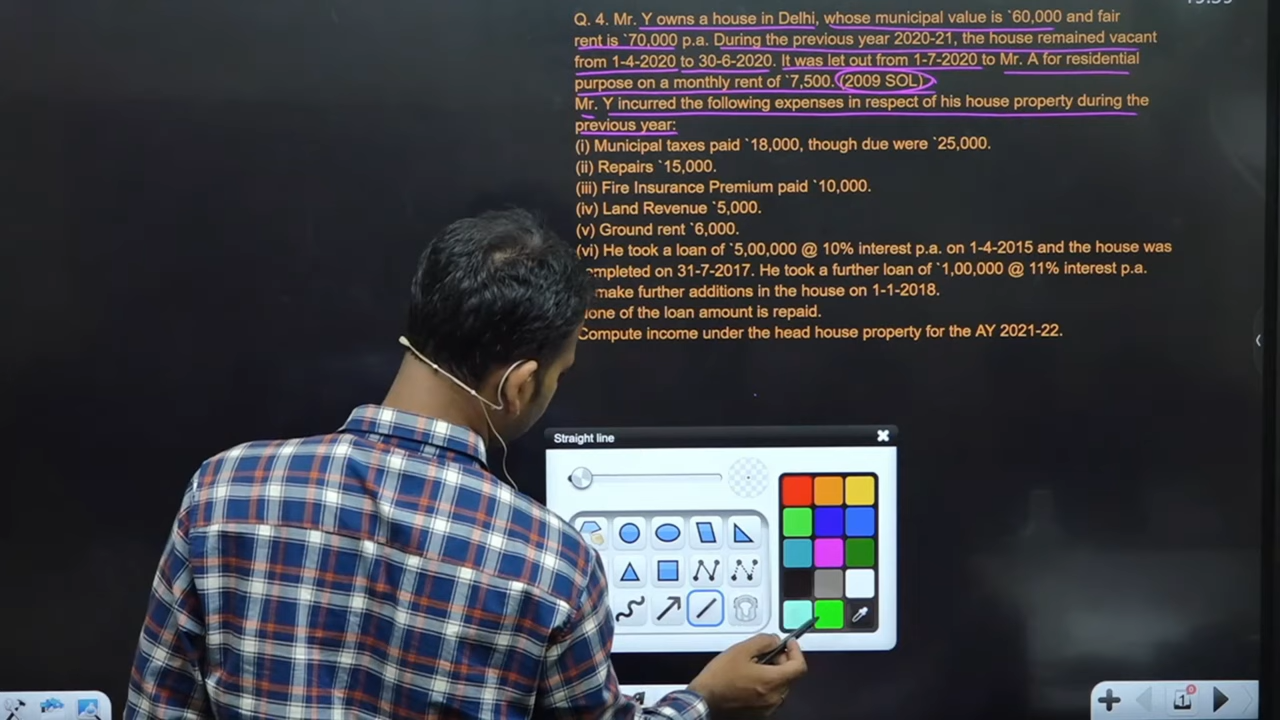 Q. 4. Mr. Y owns a house in Delhi, whose municipal value is `60,000 and fair
rent is `70,000 p.a. During the previous year 2020-21, the house remained vacant
from 1-4-2020 to 30-6-2020. It was let out from 1-7-2020 to Mr. A for residential
purpose on a monthly rent of `7,500. (2009 SOL)
Mr. Y incurred the following expenses in respect of his house property during the
previous year:
(i) Municipal taxes paid `18,000, though due were `25,000.
(ii) Repairs `15,000.
(iii) Fire Insurance Premium paid `10,000.
(iv) Land Revenue `5,000.
(v) Ground rent `6,000.
(vi) He took a loan of `5,00,000 @ 10% interest p.a. on 1-4-2015 and the house was
ompleted on 31-7-2017. He took a further loan of `1,00,000 @ 11% interest p.a.
make further additions in the house on 1-1-2018.
one of the loan amount is repaid.
Compute income under the head house property for the AY 2021-22.
Straight line